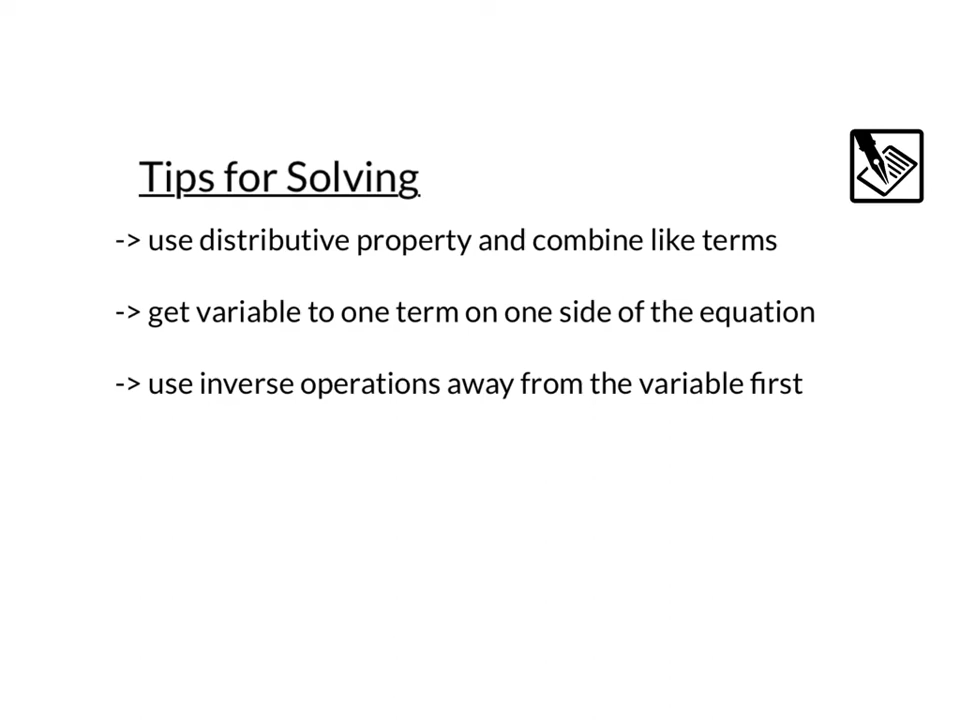 Tips for Solving
-> use distributive property and combine like terms
-> get variable to one term on one side of the equation
-> use inverse operations away from the variable first